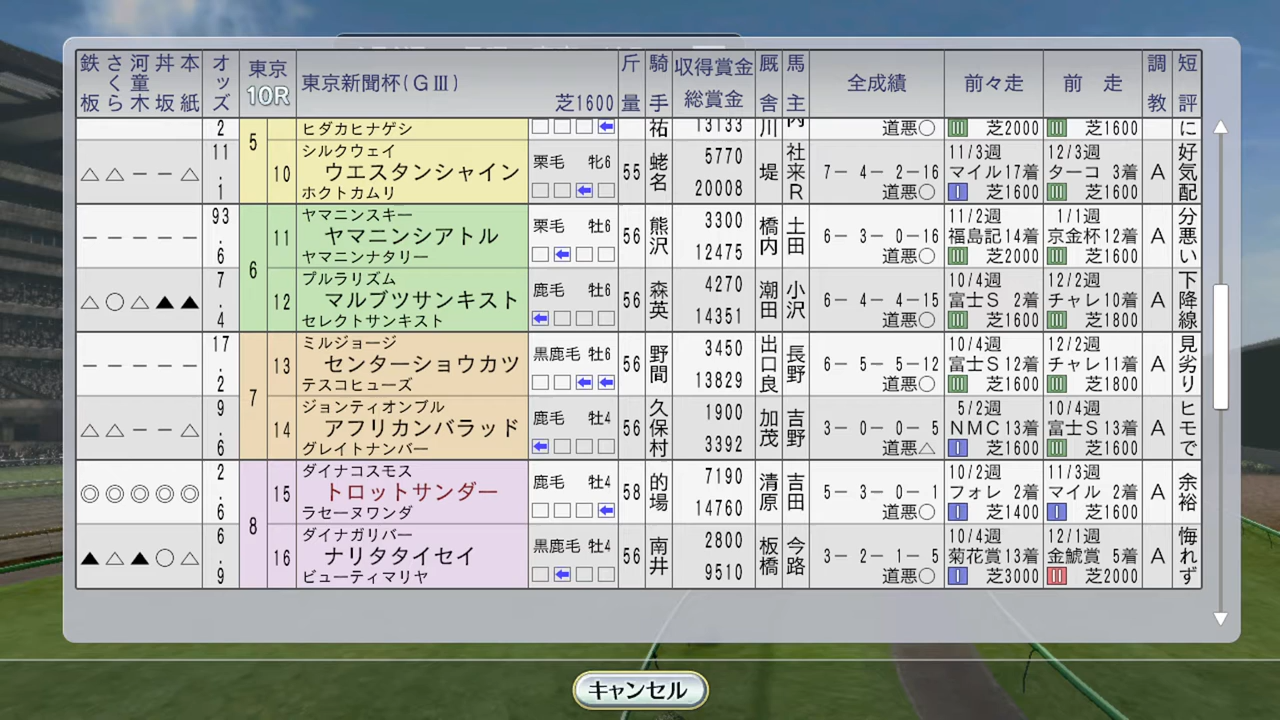 鉄板 さくら 河童木 丼坂 本紙 オッズ 東京10R 東京新聞杯(GⅢ) 芝1600 斤量 騎手 収得賞金 総賞金 厩舎 馬主 全成績 前々走 前 走 調教 短評
2 5 ヒダカヒナゲシ 祐 13133 川 内 道悪○ Ⅲ 芝2000 Ⅲ 芝1600 に
△△――△ 11.1 10 シルクウェイ 栗毛 牝6 55 蛯名 5770 堤 社来R 7- 4- 2-16 11/3週 12/3週 A 好気配
ウエスタンシャイン マイル17着 ターコ 3着
ホクトカムリ 20008 道悪○ Ⅰ 芝1600 Ⅲ 芝1600
――――― 93.6 6 11 ヤマニンスキー 栗毛 牡6 56 熊沢 3300 橋内 土田 6- 3- 0-16 11/2週 1/1週 A 分悪い
ヤマニンシアトル 福島記14着 京金杯12着
ヤマニンナタリー 12475 道悪○ Ⅲ 芝2000 Ⅲ 芝1600
△○△▲▲ 7.4 12 プルラリズム 鹿毛 牡6 56 森英 4270 潮田 小沢 6- 4- 4-15 10/4週 12/2週 A 下降線
マルブツサンキスト 富士S 2着 チャレ10着
セレクトサンキスト 14351 道悪○ Ⅲ 芝1600 Ⅲ 芝1800
――――― 17.2 7 13 ミルジョージ 黒鹿毛 牡6 56 野間 3450 出口良 長野 6- 5- 5-12 10/4週 12/2週 A 見劣り
センターショウカツ 富士S12着 チャレ11着
テスコヒューズ 13829 道悪○ Ⅲ 芝1600 Ⅲ 芝1800
△△――△ 9.6 14 ジョンティオンブル 鹿毛 牡4 56 久保村 1900 加茂 吉野 3- 0- 0- 5 5/2週 10/4週 A ヒモで
アフリカンバラッド NMC13着 富士S13着
グレイトナンバー 3392 道悪△ Ⅰ 芝1600 Ⅲ 芝1600
◎◎◎◎◎ 2.6 8 15 ダイナコスモス 鹿毛 牡4 58 的場 7190 清原 吉田 5- 3- 0- 1 10/2週 11/3週 A 余裕
トロットサンダー フォレ 2着 マイル 2着
ラセーヌワンダ 14760 道悪○ Ⅰ 芝1400 Ⅰ 芝1600
▲△▲○△ 6.9 16 ダイナガリバー 黒鹿毛 牡4 56 南井 2800 板橋 今路 3- 2- 1- 5 10/4週 12/1週 A 悔れず
ナリタタイセイ 菊花賞13着 金鯱賞 5着
ビューティマリヤ 9510 道悪○ Ⅰ 芝3000 Ⅱ 芝2000
キャンセル